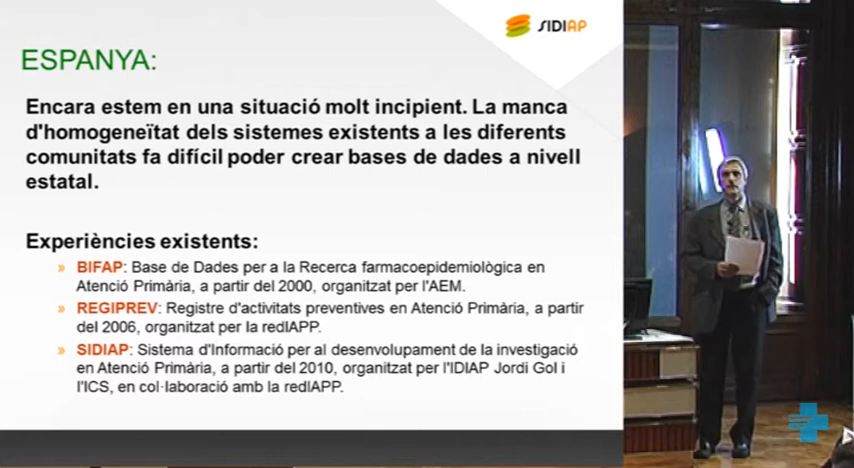 SIDIAP
ESPANYA:
Encara estem en una situació molt incipient. La manca
d'homogeneïtat dels sistemes existents a les diferents
comunitats fa difícil poder crear bases de dades a nivell
estatal.
Experiències existents:
» BIFAP: Base de Dades per a la Recerca farmacoepidemiològica en
Atenció Primària, a partir del 2000, organitzat per l'AEM.
» REGIPREV: Registre d'activitats preventives en Atenció Primària, a partir
del 2006, organitzat per la redIAPP.
» SIDIAP: Sistema d'Informació per al desenvolupament de la investigació
en Atenció Primària, a partir del 2010, organitzat per l'IDIAP Jordi Gol i
l'ICS, en col·laboració amb la redIAPP.